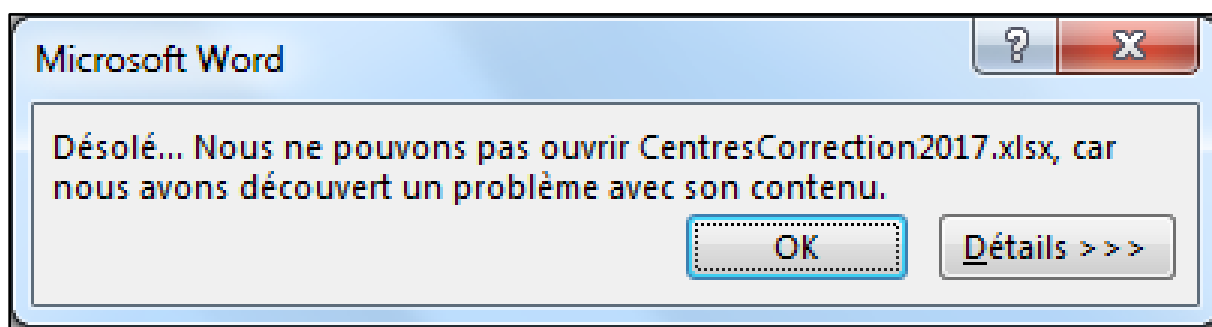 Microsoft Word
Désolé... Nous ne pouvons pas ouvrir CentresCorrection2017.xlsx, car
nous avons découvert un problème avec son contenu.
OK
Détails >>>